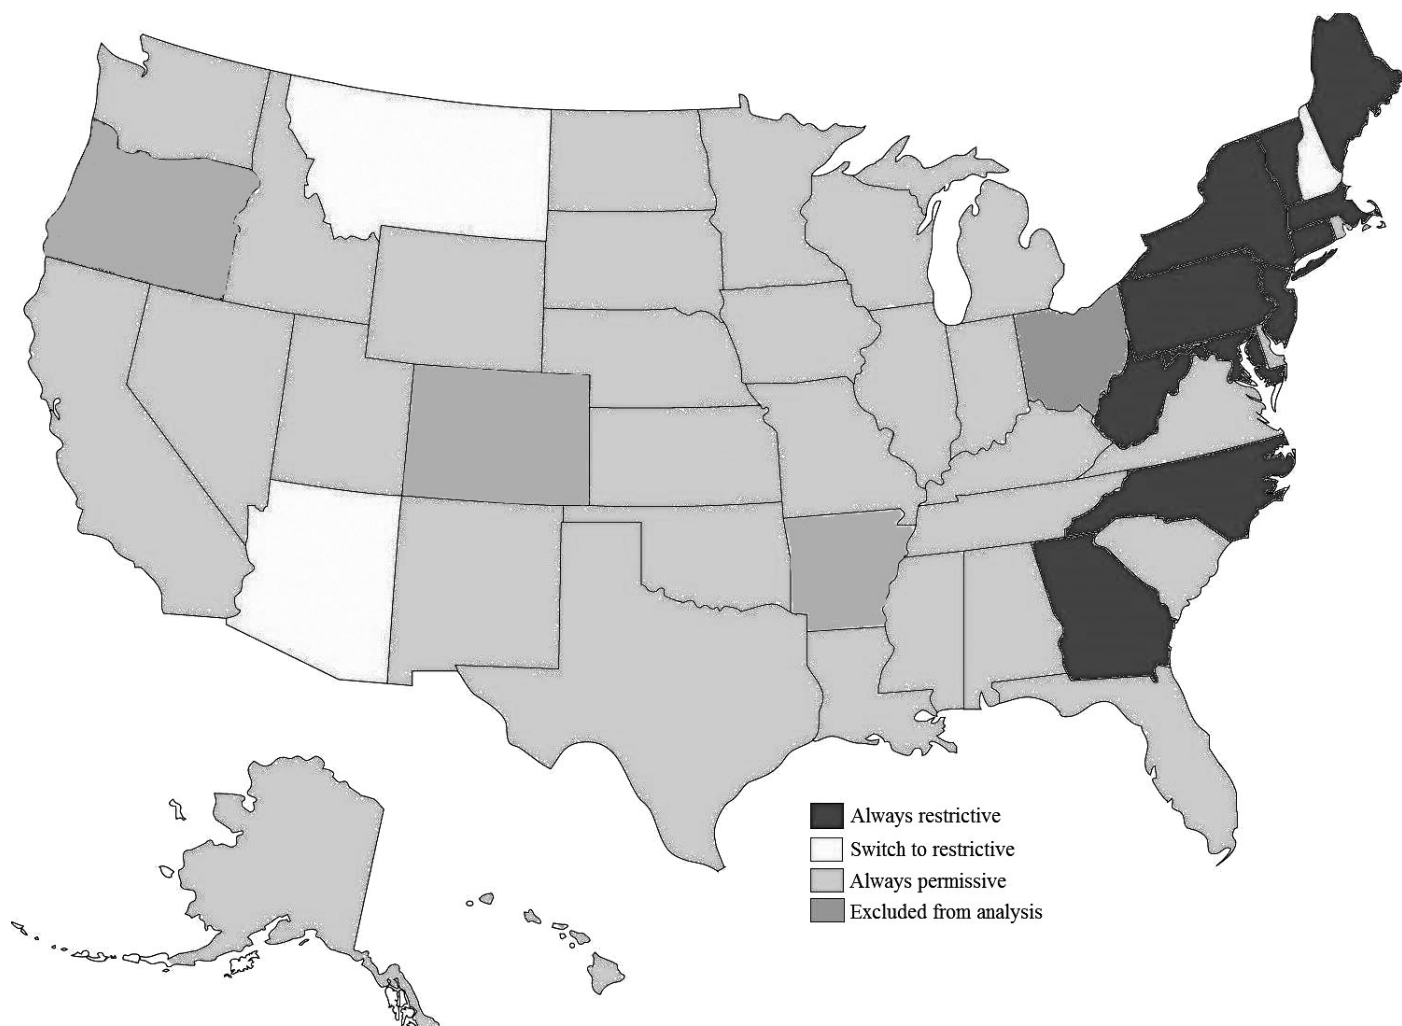 Always restrictive
Switch to restrictive
Always permissive
Excluded from analysis